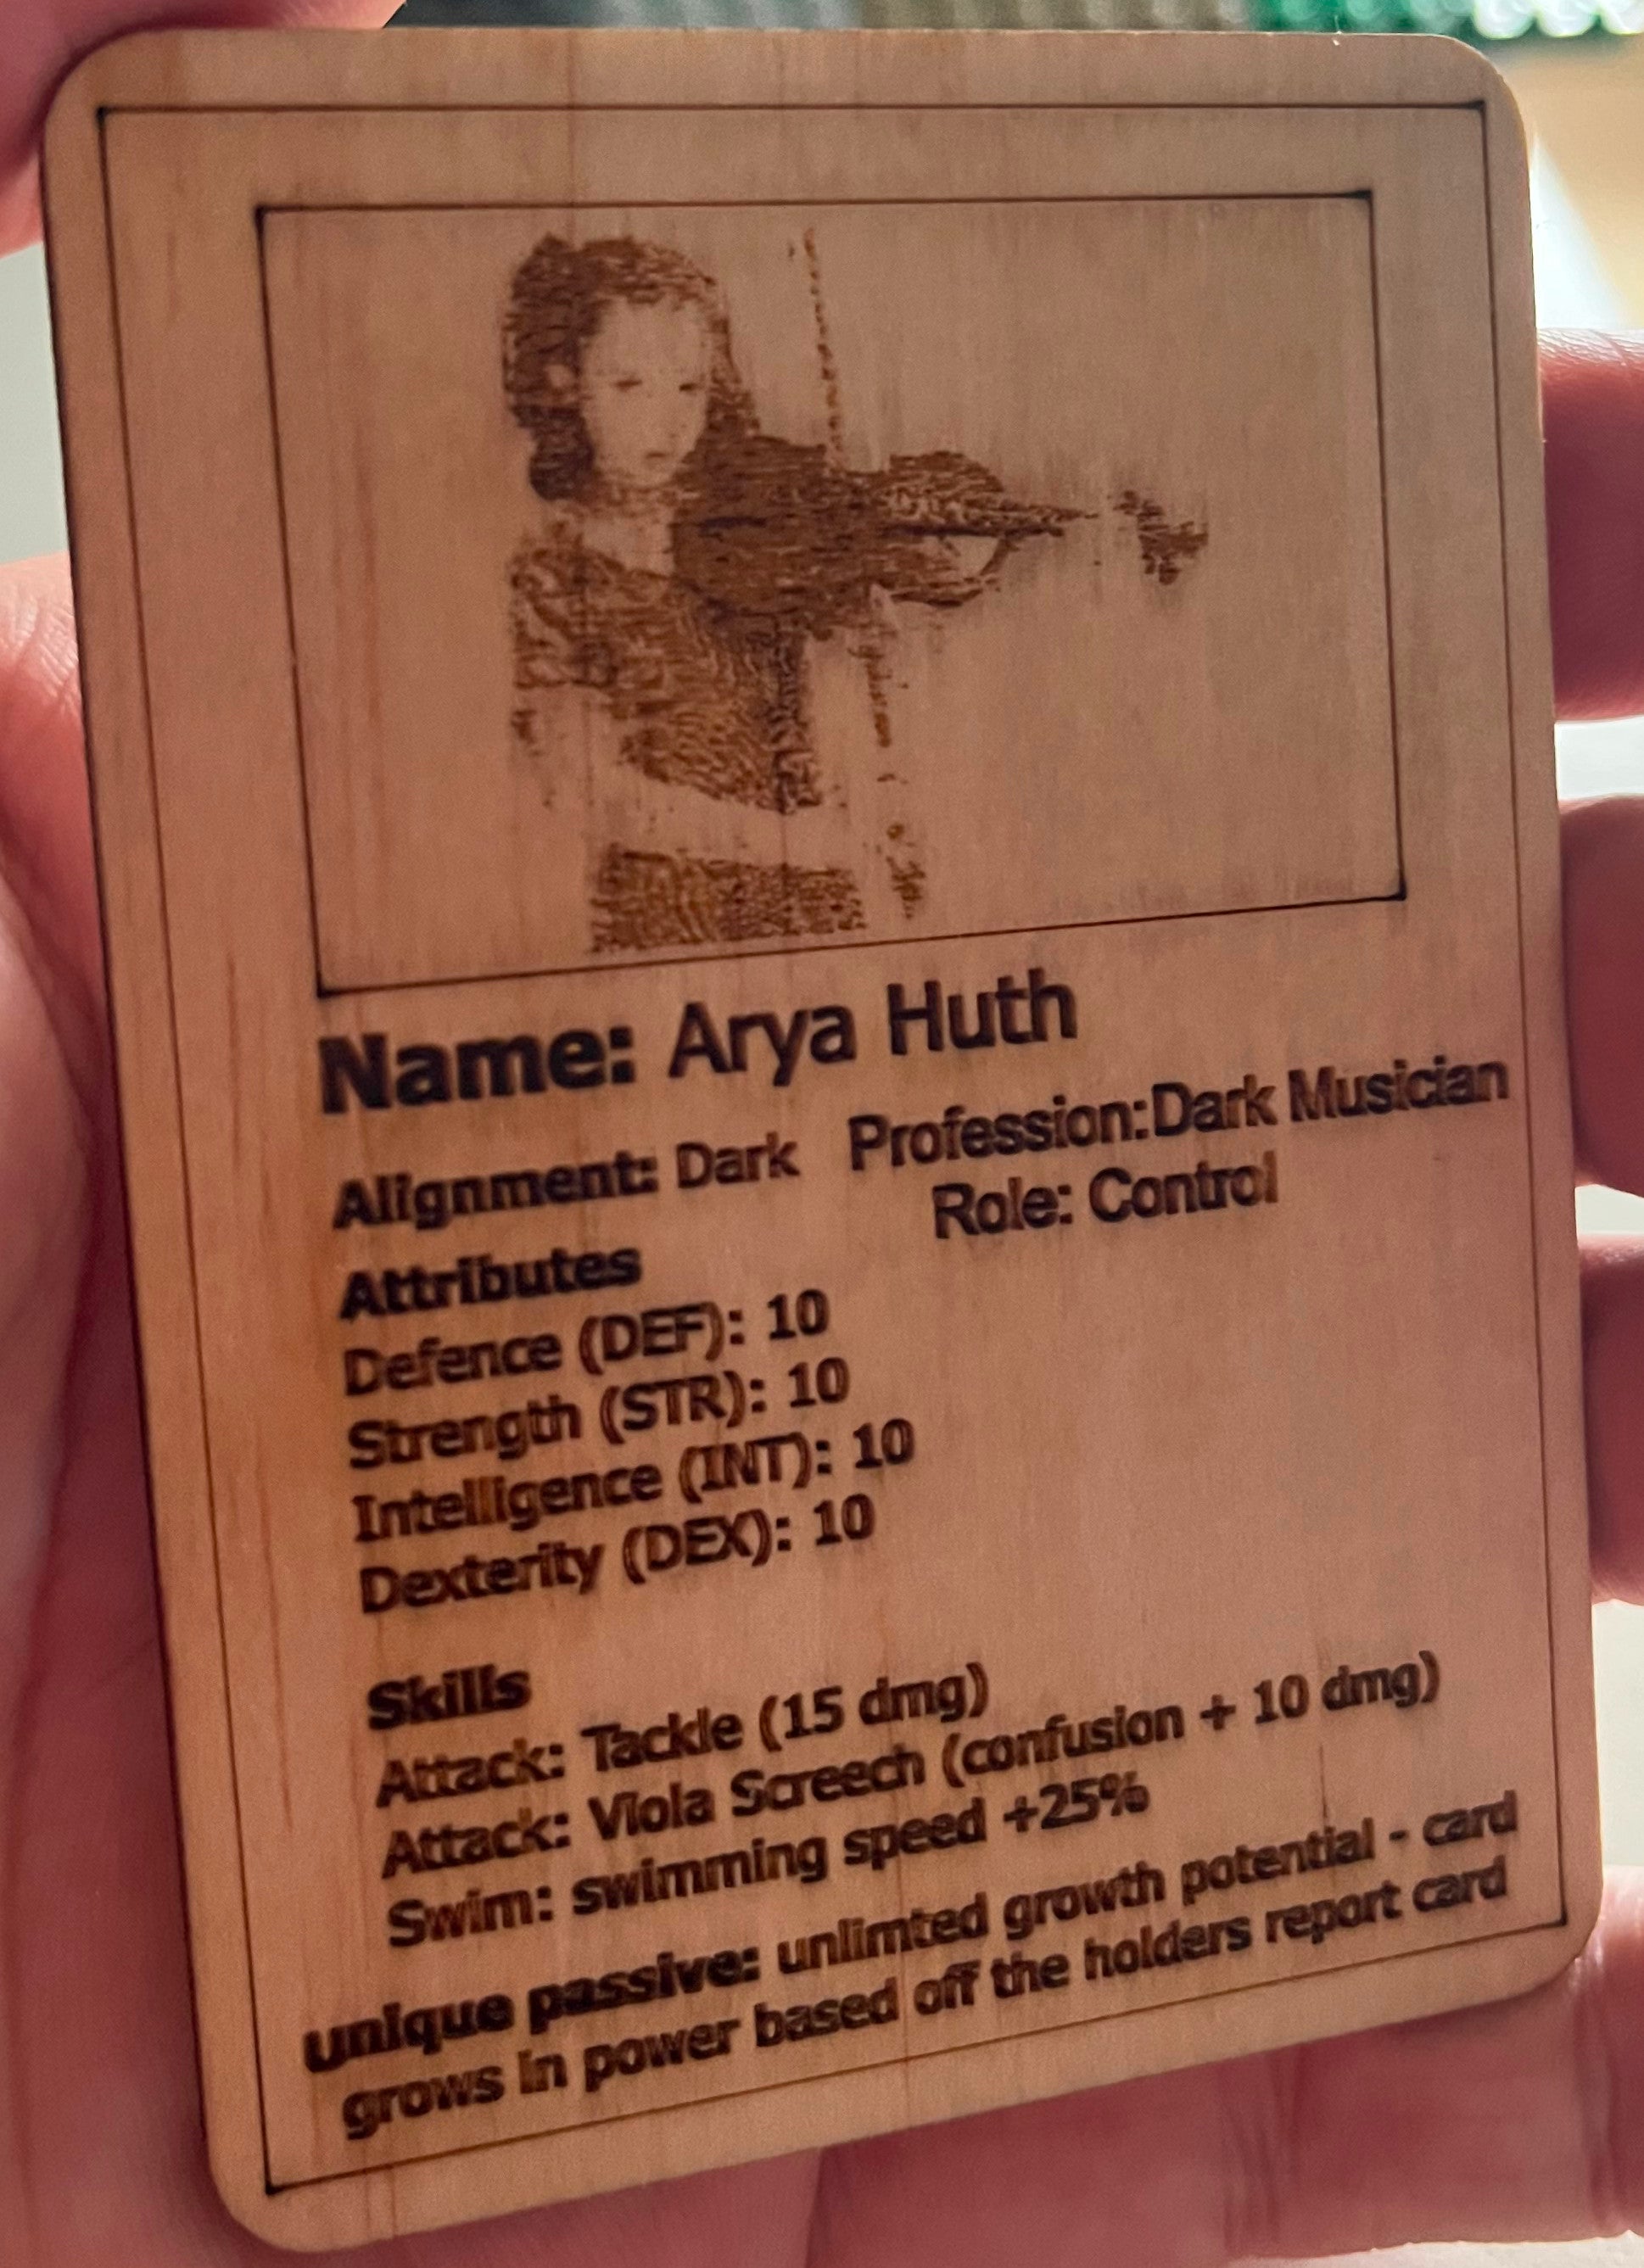 Name: Arya Huth
Alignment: Dark Profession:Dark Musician
Role: Control
Attributes
Defence (DEF): 10
Strength (STR): 10
Intelligence (INT): 10
Dexterity (DEX): 10
Skills
Attack: Tackle (15 dmg)
Attack: Viola Screech (confusion + 10 dmg)
Swim: swimming speed +25%
unique passive: unlimted growth potential - card
grows in power based off the holders report card